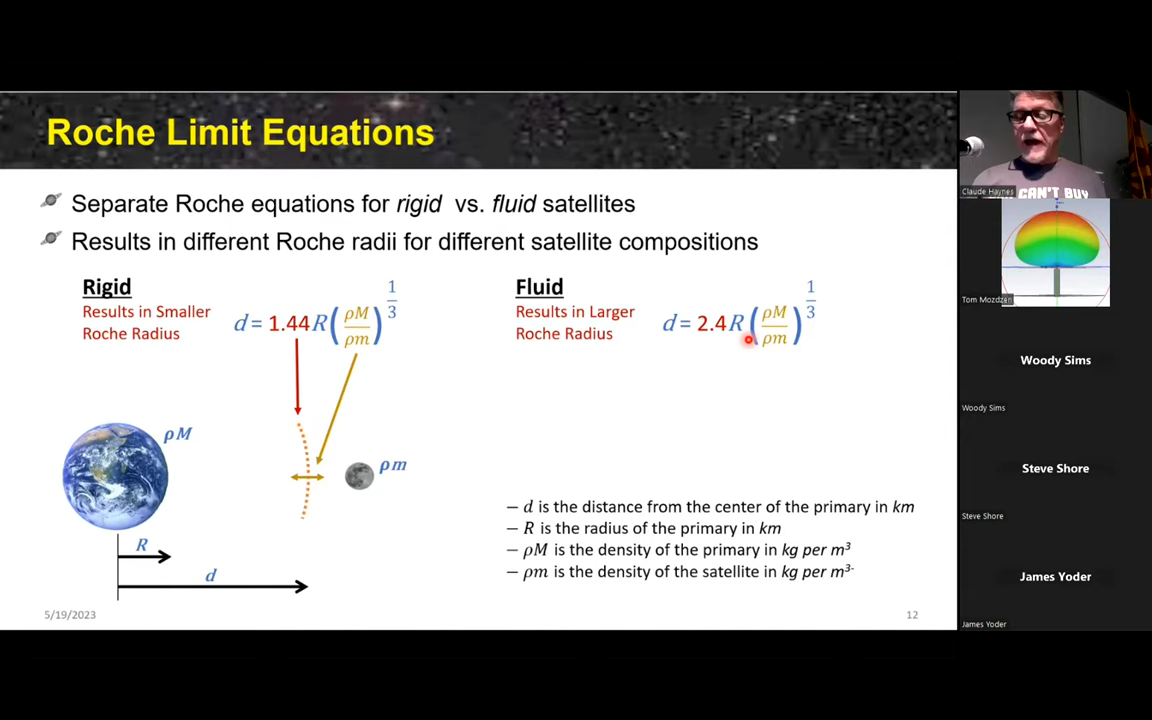 Roche Limit Equations
Separate Roche equations for rigid vs. fluid satellites
Results in different Roche radii for different satellite compositions
Rigid
Results in Smaller
Roche Radius
d = 1.44R(ρM/ρm)^(1/3)
Fluid
Results in Larger
Roche Radius
d = 2.4R(ρM/ρm)^(1/3)
ρM
ρm
R
d
– d is the distance from the center of the primary in km
– R is the radius of the primary in km
– ρM is the density of the primary in kg per m³
– ρm is the density of the satellite in kg per m³-
5/19/2023
12
CAN'T BUY
Claude Haynes
Tom Mozdzen
Woody Sims
Woody Sims
Steve Shore
Steve Shore
James Yoder
James Yoder